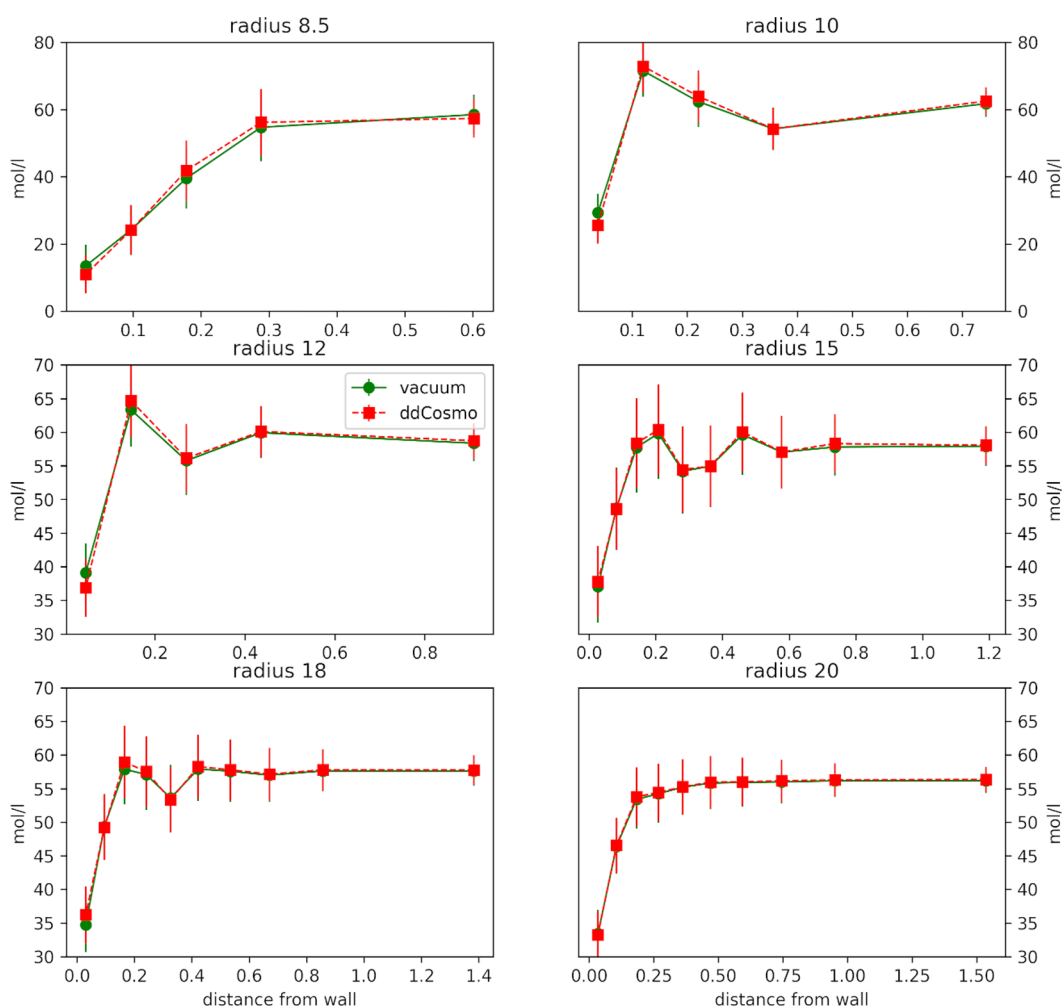 radius 8.5
radius 10
80
60
40
20
0
mol/l
0.1 0.2 0.3 0.4 0.5 0.6
80
60
40
20
0
mol/l
0.1 0.2 0.3 0.4 0.5 0.6 0.7
radius 12
radius 15
70
65
60
55
50
45
40
35
30
mol/l
vacuum
ddCosmo
0.2 0.4 0.6 0.8
70
65
60
55
50
45
40
35
30
mol/l
0.0 0.2 0.4 0.6 0.8 1.0 1.2
radius 18
radius 20
70
65
60
55
50
45
40
35
30
mol/l
0.0 0.2 0.4 0.6 0.8 1.0 1.2 1.4
distance from wall
70
65
60
55
50
45
40
35
30
mol/l
0.00 0.25 0.50 0.75 1.00 1.25 1.50
distance from wall